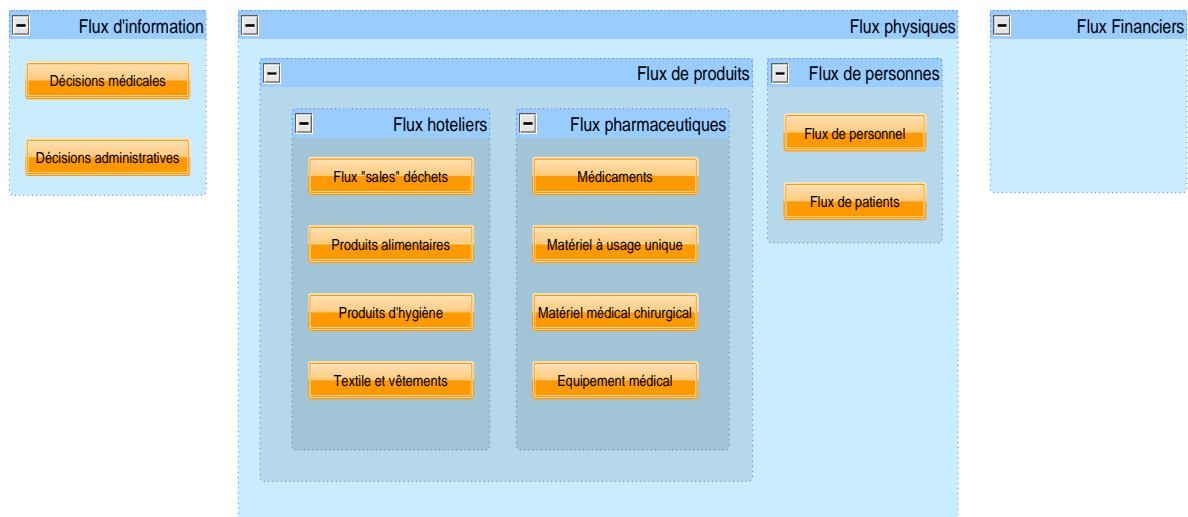 Flux d'information
Décisions médicales
Décisions administratives
Flux physiques
Flux de produits
Flux hoteliers
Flux "sales" déchets
Produits alimentaires
Produits d'hygiène
Textile et vêtements
Flux pharmaceutiques
Médicaments
Matériel à usage unique
Matériel médical chirurgical
Equipement médical
Flux de personnes
Flux de personnel
Flux de patients
Flux Financiers